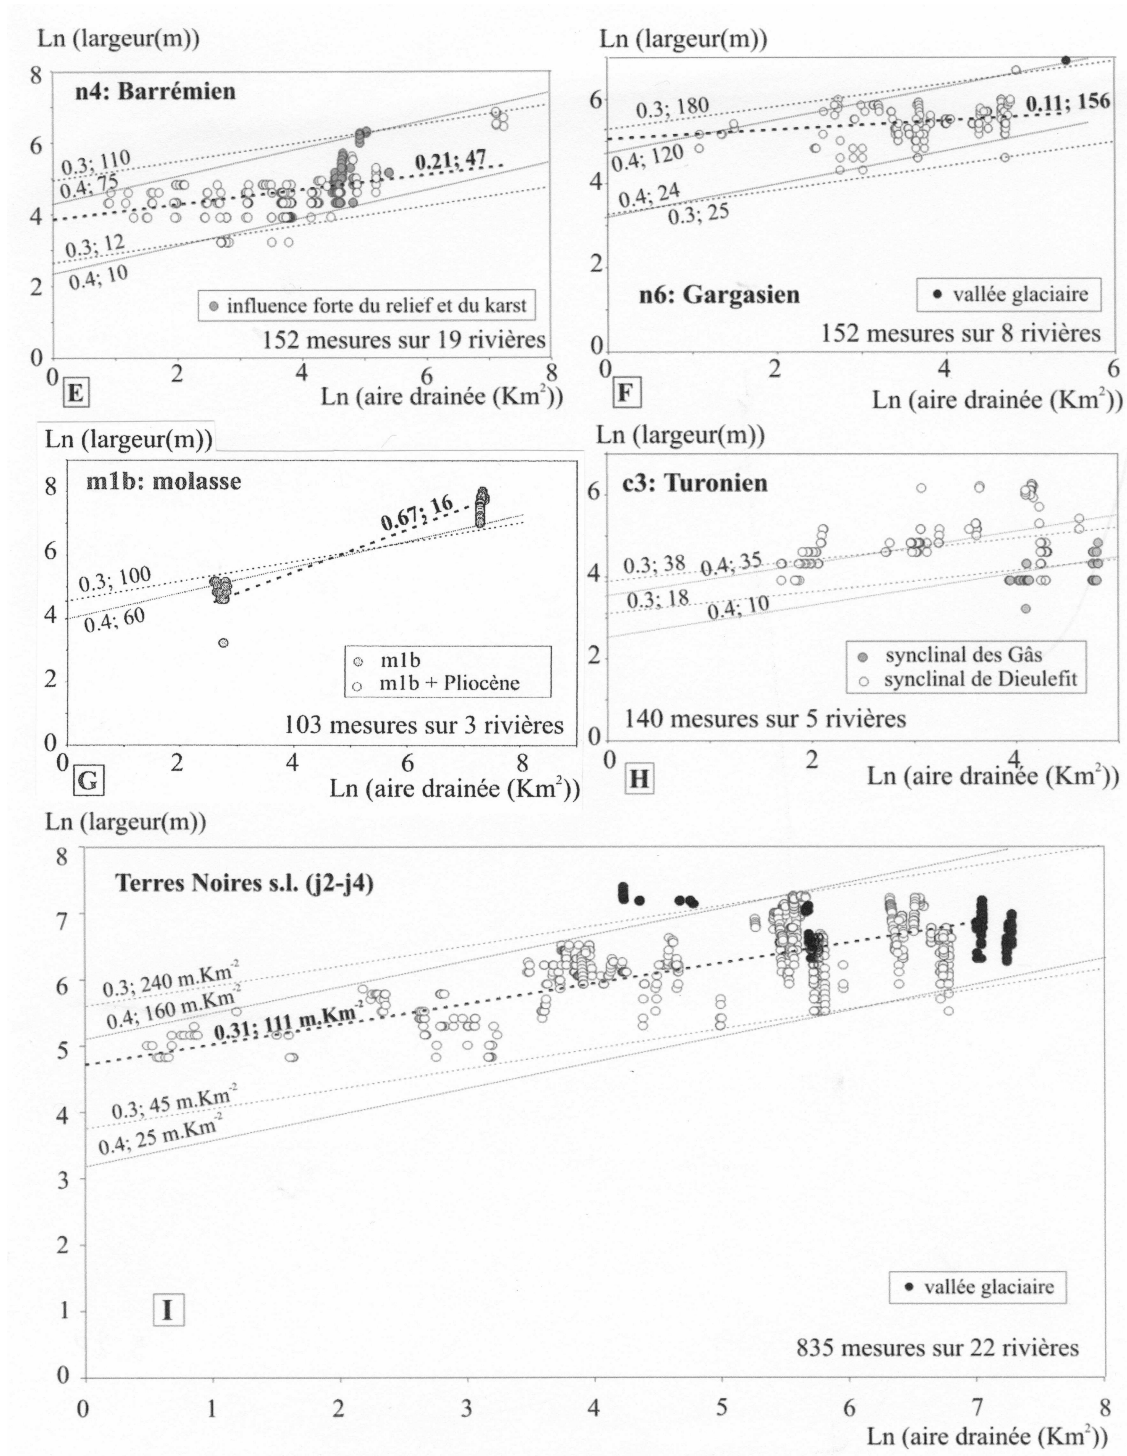 Ln (largeur(m))
8
n4: Barrémien
6
0.3; 110
0.4; 75
0.21; 47
4
0.3; 12
0.4; 10
2
influence forte du relief et du karst
152 mesures sur 19 rivières
0
0 2 4 6 8
E
Ln (aire drainée (Km²))
Ln (largeur(m))
6
0.3; 180
0.11; 156
0.4; 120
4
0.4; 24
0.3; 25
2
n6: Gargasien
vallée glaciaire
152 mesures sur 8 rivières
0
0 2 4 6
F
Ln (aire drainée (Km²))
Ln (largeur(m))
8
m1b: molasse
0.67; 16
6
0.3; 100
0.4; 60
4
2
m1b
m1b + Pliocène
103 mesures sur 3 rivières
0
0 2 4 6 8
G
Ln (aire drainée (Km²))
Ln (largeur(m))
6
c3: Turonien
0.3; 38 0.4; 35
4
0.3; 18 0.4; 10
2
synclinal des Gâs
synclinal de Dieulefit
140 mesures sur 5 rivières
0
0 2 4
H
Ln (aire drainée (Km²))
Ln (largeur(m))
8
Terres Noires s.l. (j2-j4)
7
0.3; 240 m.Km⁻²
6
0.4; 160 m.Km⁻²
0.31; 111 m.Km⁻²
5
0.3; 45 m.Km⁻²
4
0.4; 25 m.Km⁻²
3
2
vallée glaciaire
1
I
835 mesures sur 22 rivières
0
0 1 2 3 4 5 6 7 8
Ln (aire drainée (Km²))